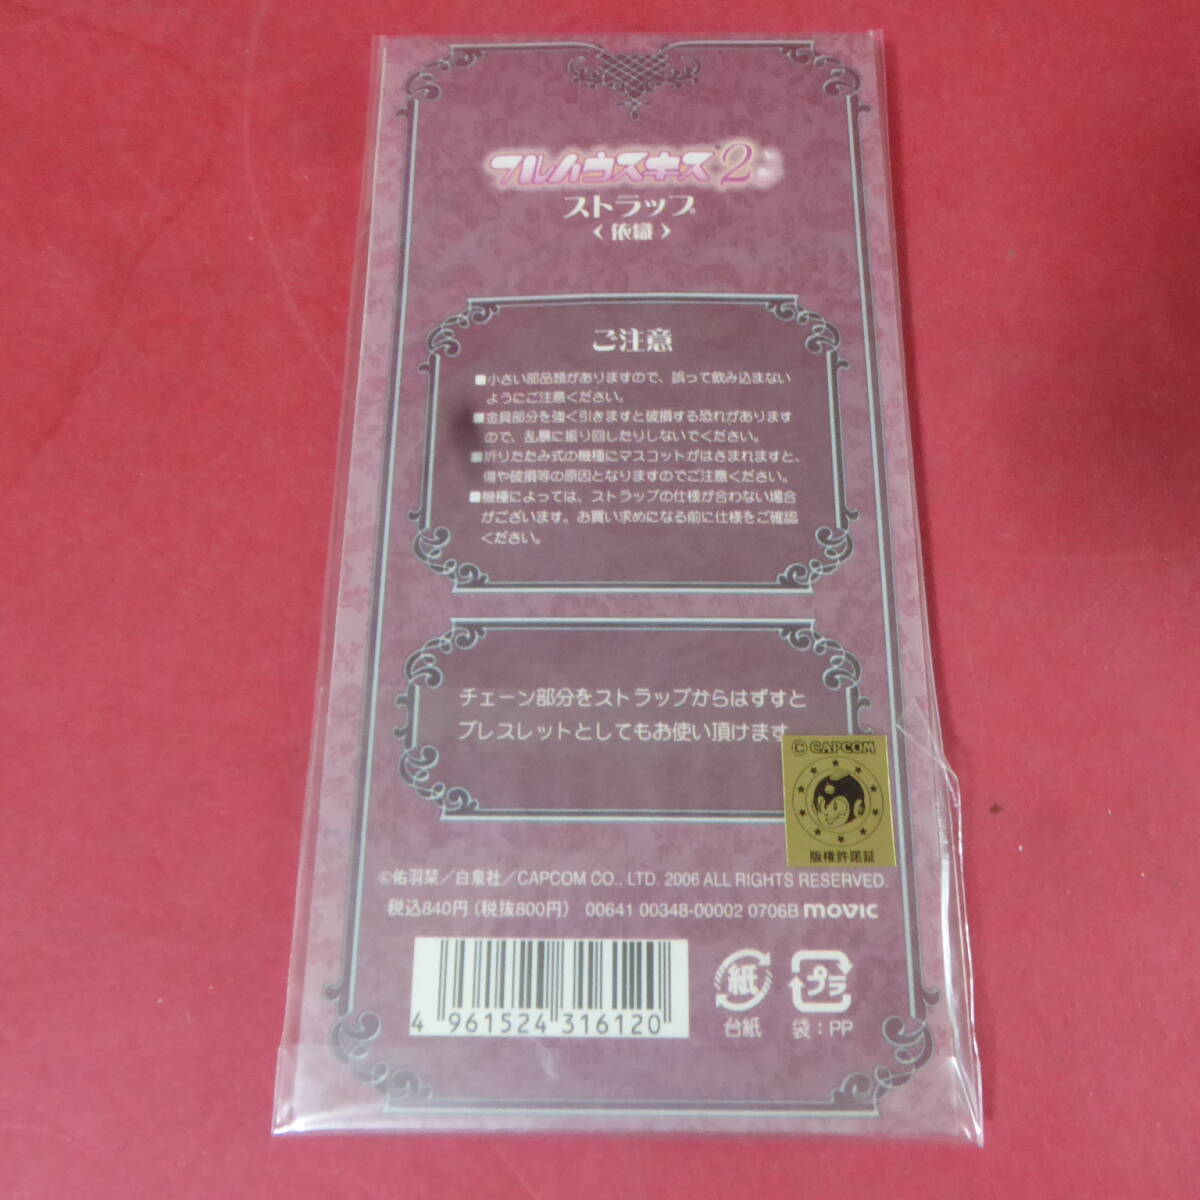 フルハウスキス2
ストラップ
〈依織〉
ご注意
■小さい部品類がありますので、誤って飲み込まない
ようにご注意ください。
■金具部分を強く引きますと破損する恐れがあります
ので、乱暴に振り回したりしないでください。
■折りたたみ式の機種にマスコットがはさまれますと、
傷や破損等の原因となりますのでご注意ください。
■機種によっては、ストラップの仕様が合わない場合
がございます。お買い求めになる前に仕様をご確認
ください。
チェーン部分をストラップからはずすと
ブレスレットとしてもお使い頂けます
© CAPCOM
版権許諾証
©佑羽栞／白泉社／CAPCOM CO., LTD. 2006 ALL RIGHTS RESERVED.
税込840円（税抜800円） 00641 00348-00002 0706B movic
4 961524 316120
紙
台紙
プラ
袋：PP